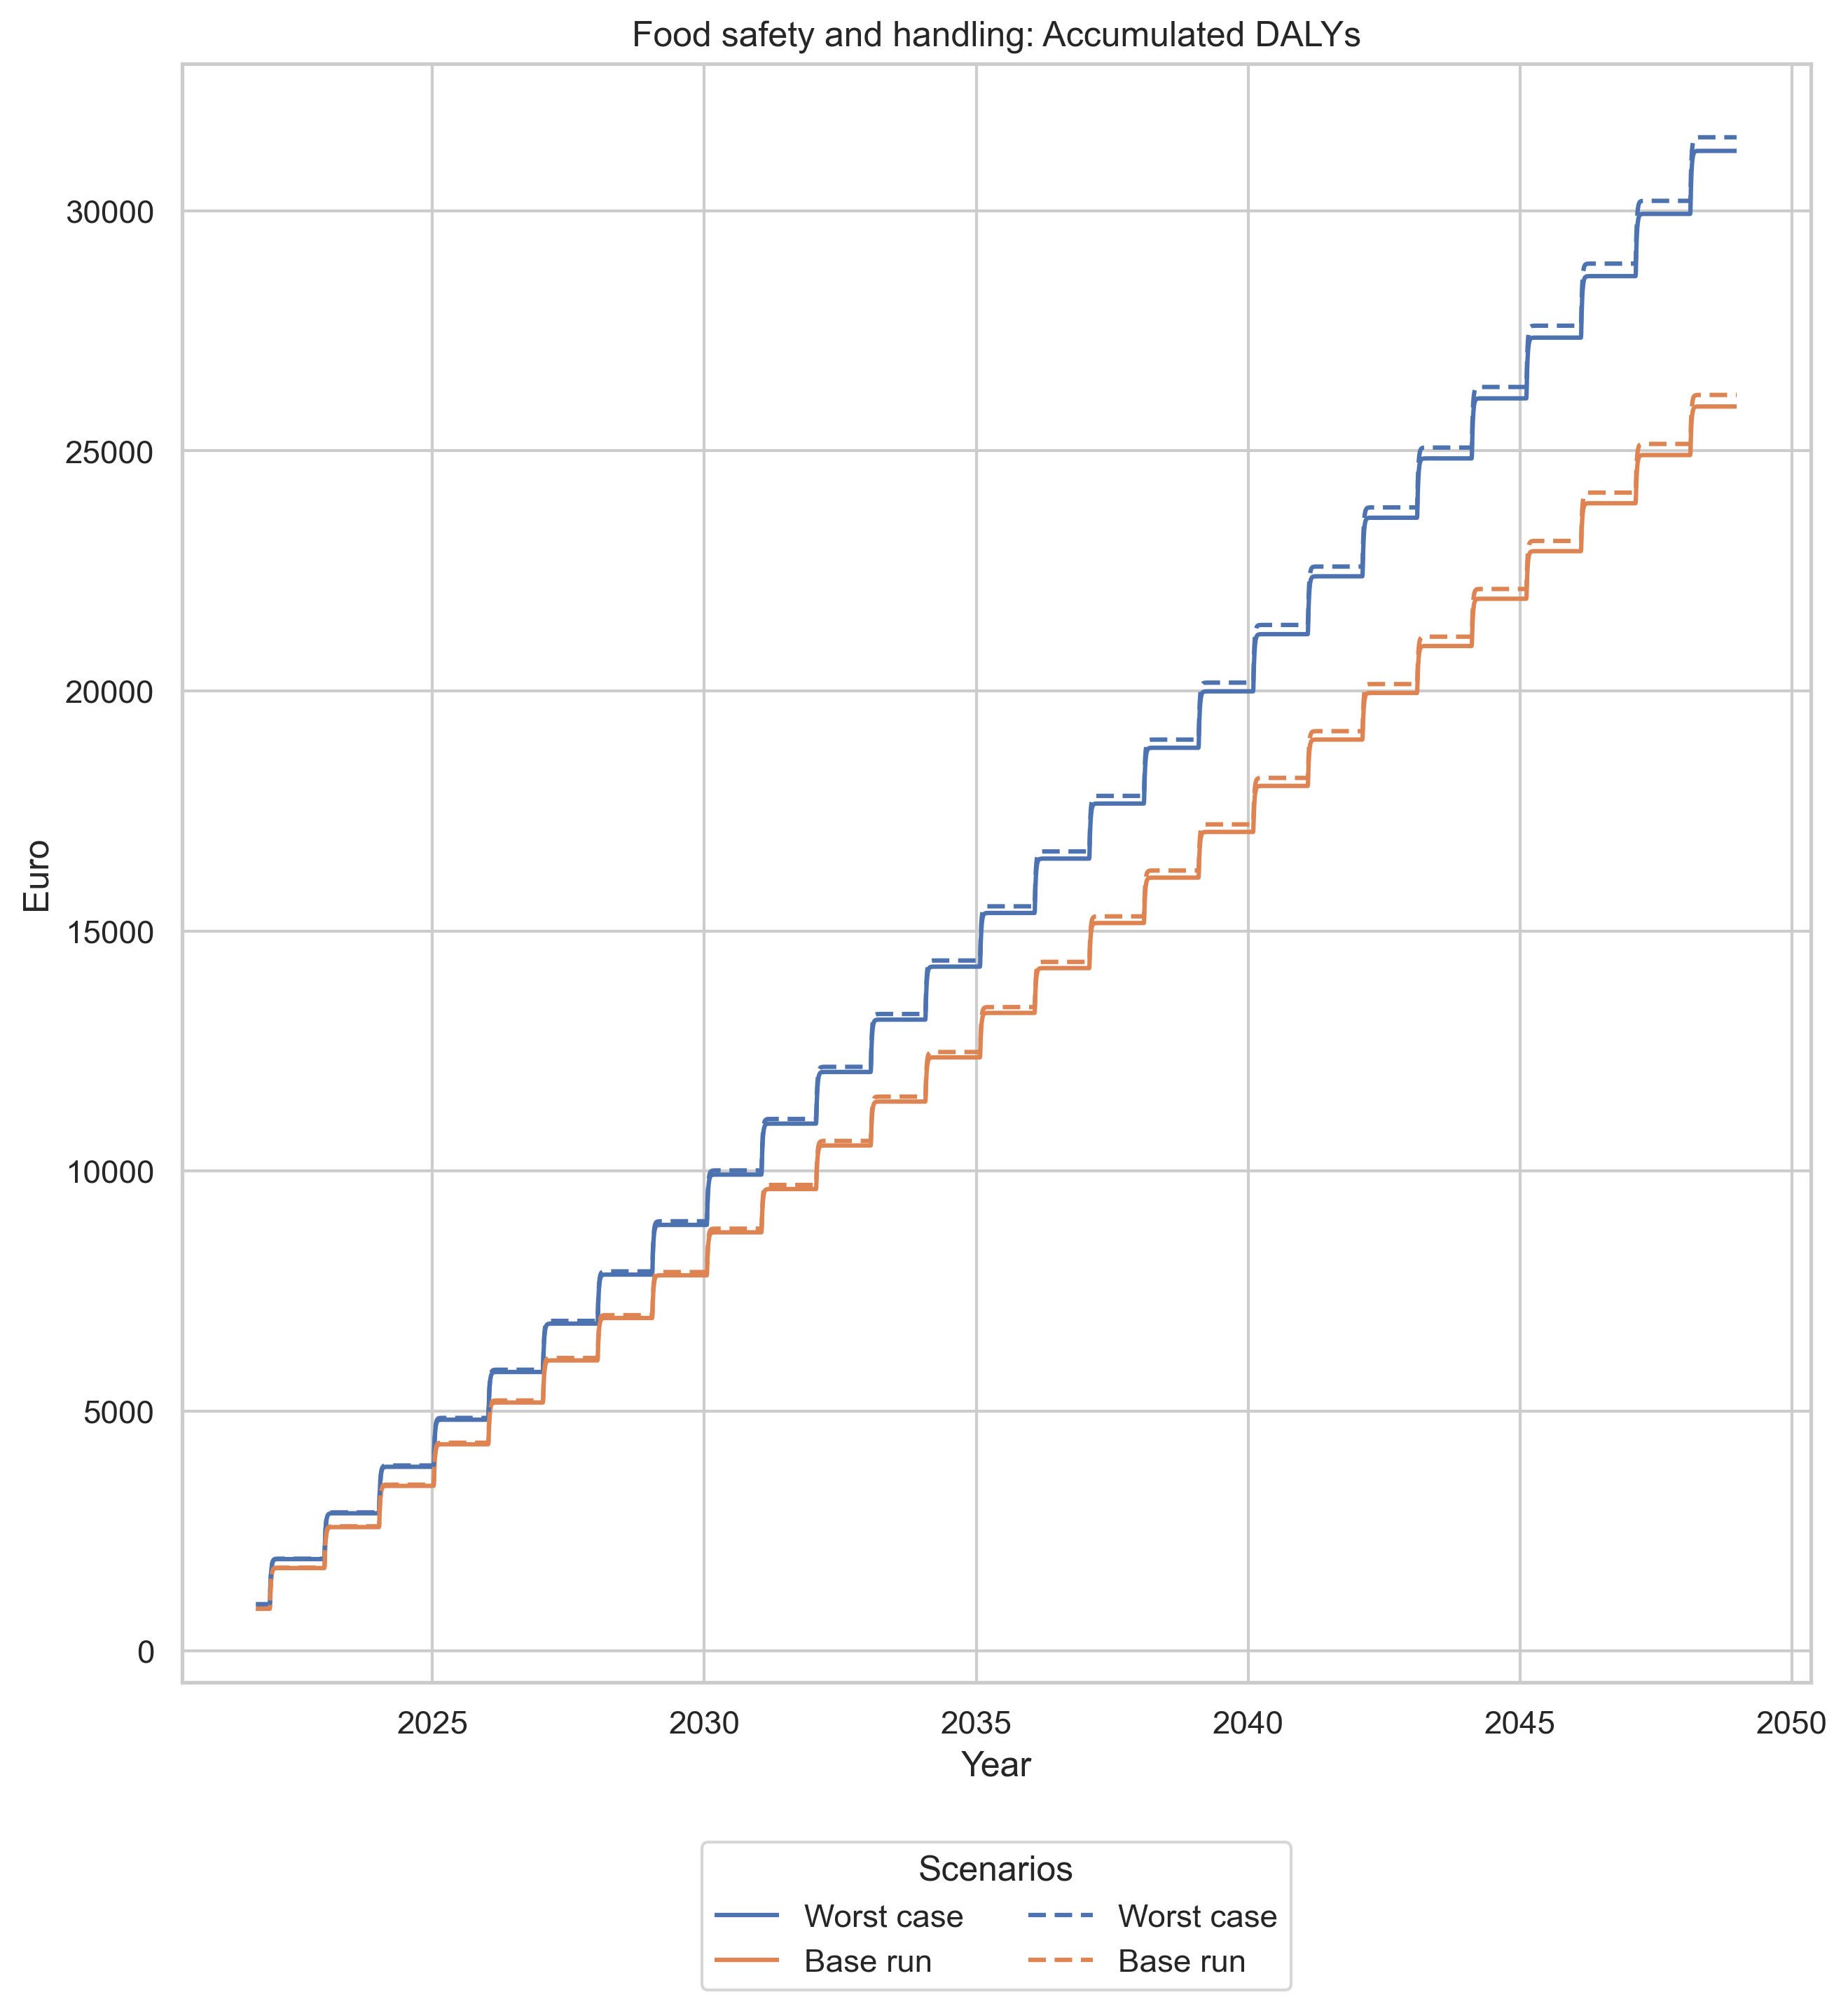 Food safety and handling: Accumulated DALYs
30000
25000
20000
15000
10000
5000
0
Euro
2025 2030 2035 2040 2045 2050
Year
Scenarios
Worst case Worst case
Base run Base run